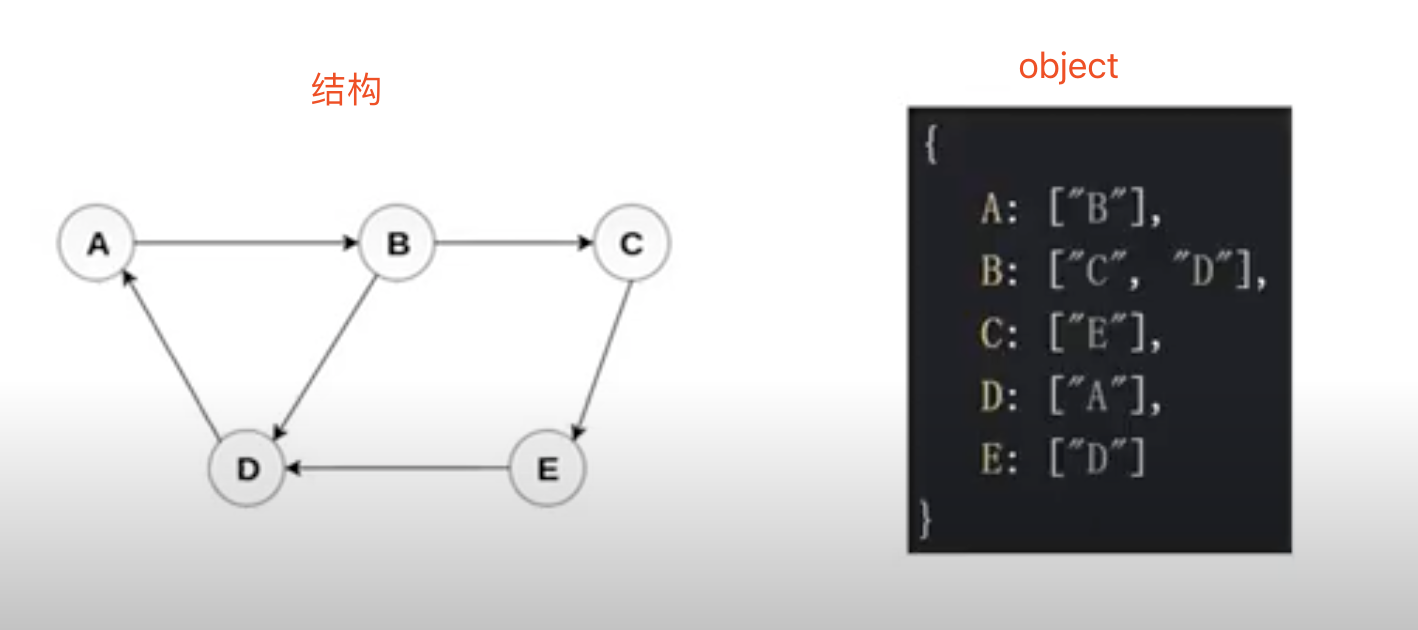 结构
object
A
B
C
D
E
{
A: ["B"],
B: ["C", "D"],
C: ["E"],
D: ["A"],
E: ["D"]
}